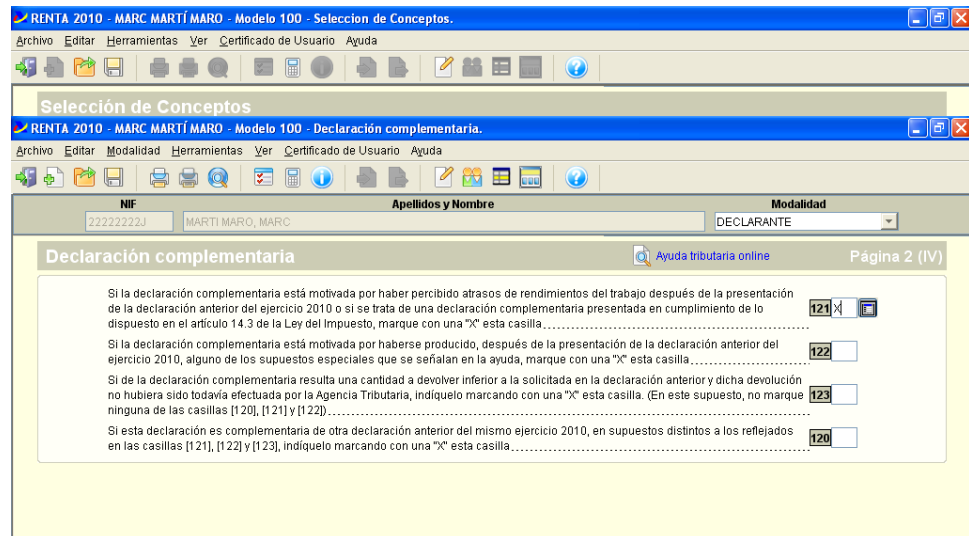 RENTA 2010 - MARC MARTÍ MARO - Modelo 100 - Seleccion de Conceptos.
Archivo Editar Herramientas Ver Certificado de Usuario Ayuda
Selección de Conceptos
RENTA 2010 - MARC MARTÍ MARO - Modelo 100 - Declaración complementaria.
Archivo Editar Modalidad Herramientas Ver Certificado de Usuario Ayuda
NIF Apellidos y Nombre Modalidad
22222222J MARTI MARO, MARC DECLARANTE
Declaración complementaria Ayuda tributaria online Página 2 (IV)
Si la declaración complementaria está motivada por haber percibido atrasos de rendimientos del trabajo después de la presentación
de la declaración anterior del ejercicio 2010 o si se trata de una declaración complementaria presentada en cumplimiento de lo 121 X
dispuesto en el artículo 14.3 de la Ley del Impuesto, marque con una "X" esta casilla
Si la declaración complementaria está motivada por haberse producido, después de la presentación de la declaración anterior del
ejercicio 2010, alguno de los supuestos especiales que se señalan en la ayuda, marque con una "X" esta casilla 122
Si de la declaración complementaria resulta una cantidad a devolver inferior a la solicitada en la declaración anterior y dicha devolución
no hubiera sido todavía efectuada por la Agencia Tributaria, indíquelo marcando con una "X" esta casilla. (En este supuesto, no marque 123
ninguna de las casillas [120], [121] y [122])
Si esta declaración es complementaria de otra declaración anterior del mismo ejercicio 2010, en supuestos distintos a los reflejados
en las casillas [121], [122] y [123], indíquelo marcando con una "X" esta casilla 120